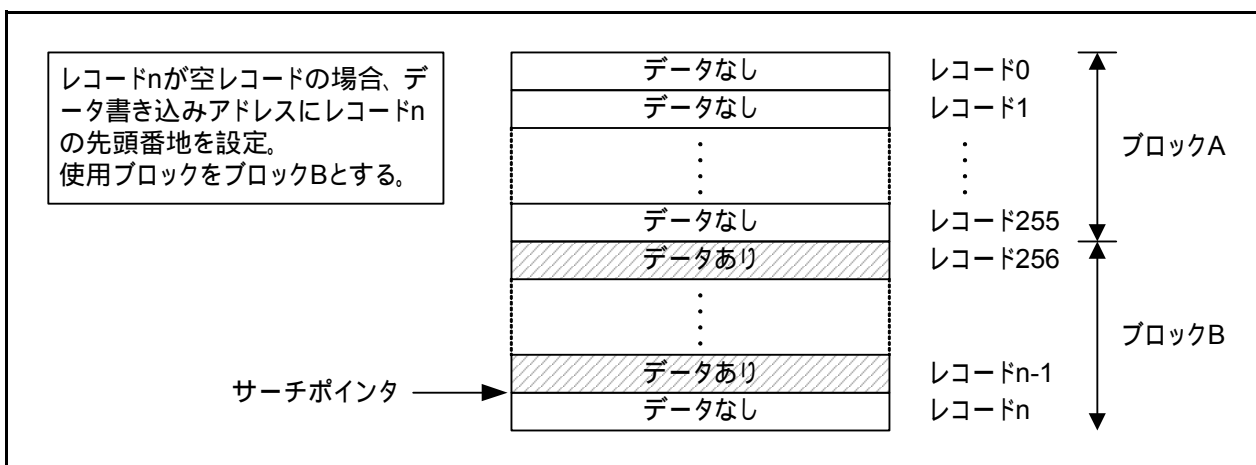 レコードnが空レコードの場合、デ
ータ書き込みアドレスにレコードn
の先頭番地を設定。
使用ブロックをブロックBとする。
データなし レコード0
データなし レコード1
ブロックA
データなし レコード255
データあり レコード256
ブロックB
データあり レコードn-1
サーチポインタ
データなし レコードn